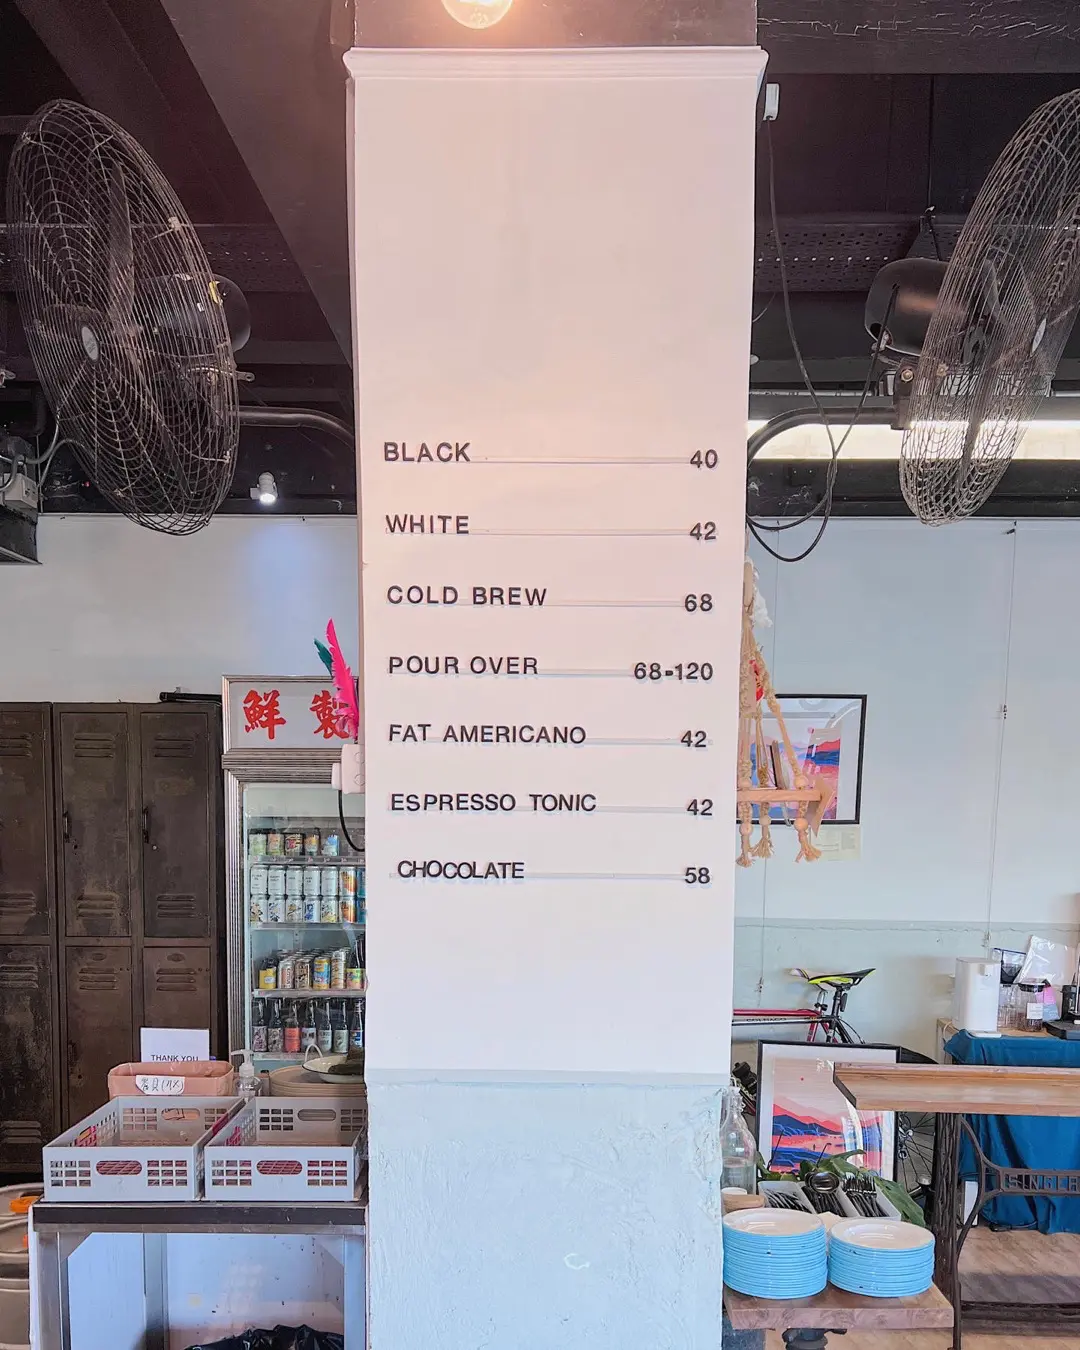 BLACK 40
WHITE 42
COLD BREW 68
POUR OVER 68-120
FAT AMERICANO 42
ESPRESSO TONIC 42
CHOCOLATE 58
鮮製
THANK YOU